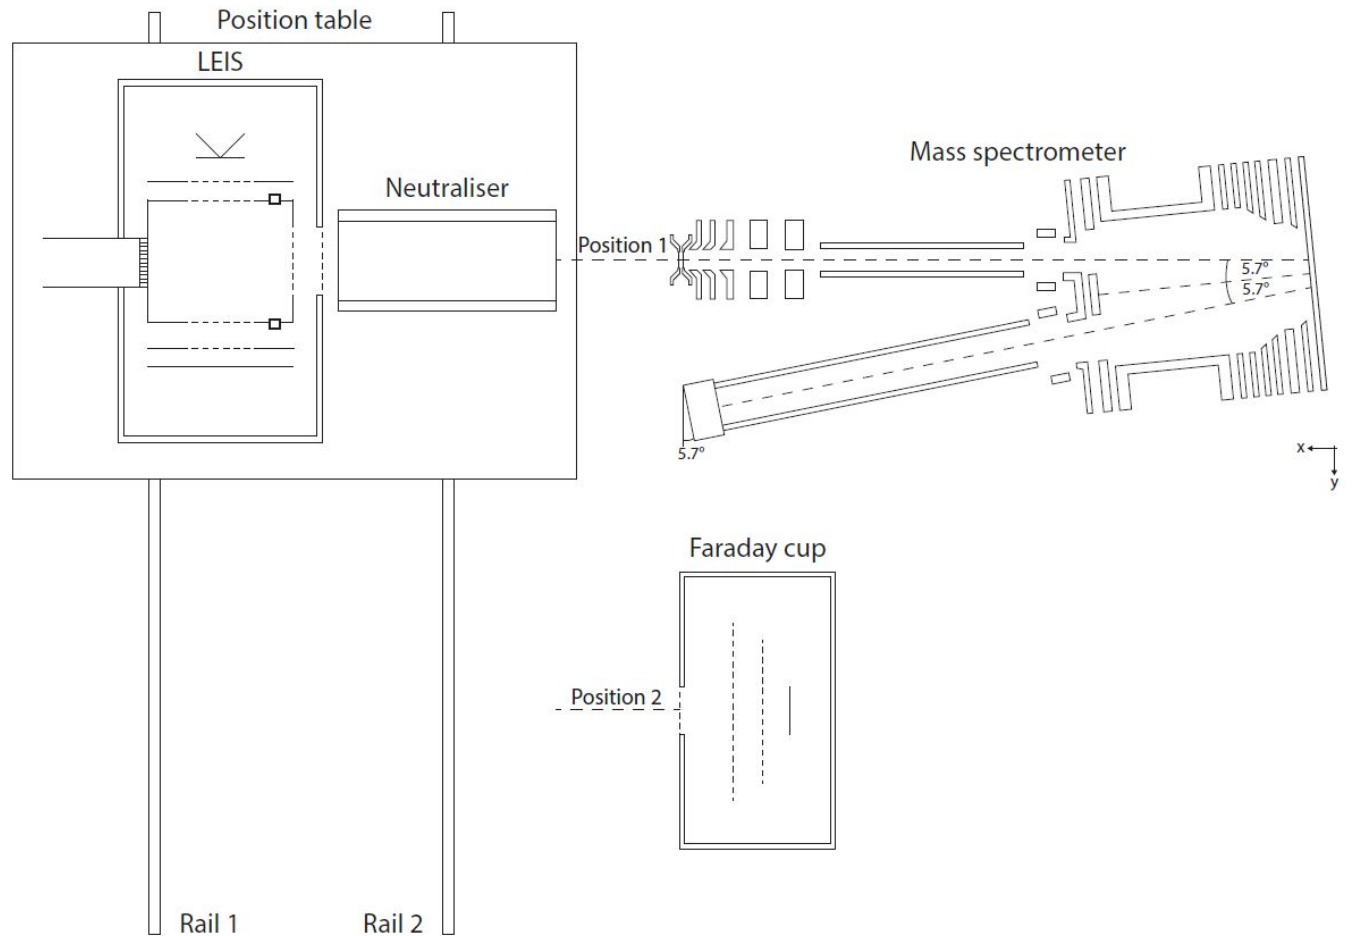 Position table
LEIS
Mass spectrometer
Neutraliser
Position 1
5.7°
5.7°
5.7°
x
y
Faraday cup
Position 2
Rail 1
Rail 2